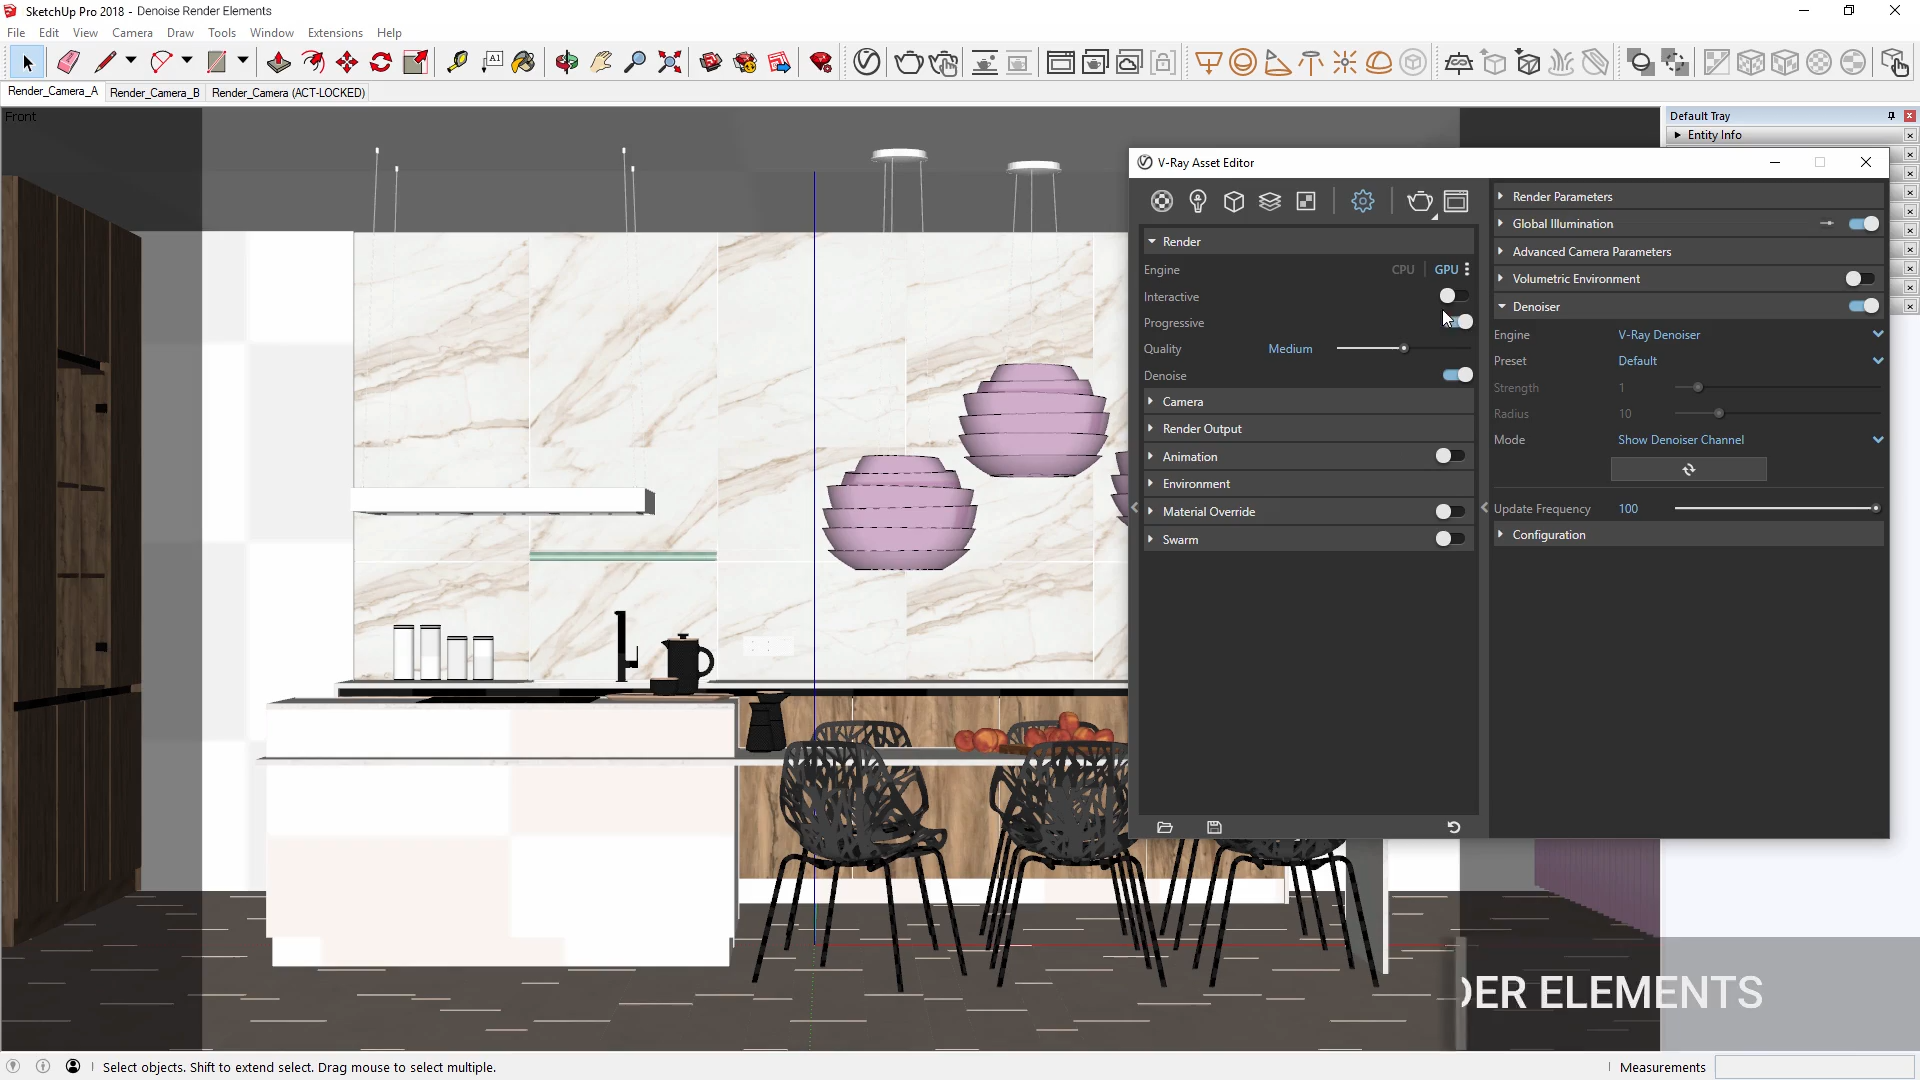 SketchUp Pro 2018 - Denoise Render Elements
File Edit View Camera Draw Tools Window Extensions Help
A1
Render_Camera_A Render_Camera_B Render_Camera (ACT-LOCKED)
Front
Default Tray
Entity Info
V-Ray Asset Editor
Render
Engine CPU GPU
Interactive
Progressive
Quality Medium
Denoise
Camera
Render Output
Animation
Environment
Material Override
Swarm
Render Parameters
Global Illumination
Advanced Camera Parameters
Volumetric Environment
Denoiser
Engine V-Ray Denoiser
Preset Default
Strength 1
Radius 10
Mode Show Denoiser Channel
Update Frequency 100
Configuration
DER ELEMENTS
Select objects. Shift to extend select. Drag mouse to select multiple.
Measurements